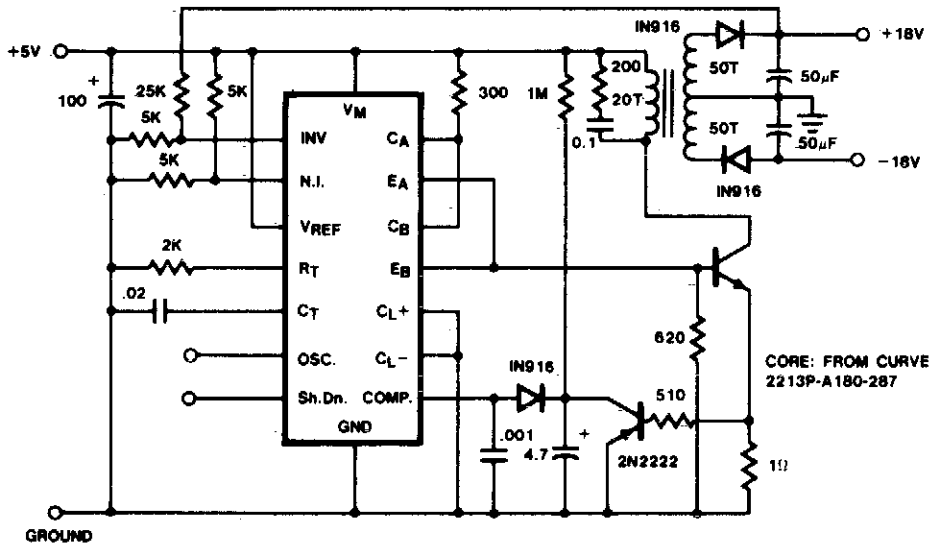 IN916
+18V
+5V
+
100
25K
5K
5K
5K
2K
.02
VM
INV
N.I.
VREF
RT
CT
OSC.
Sh.Dn.
GND
CA
EA
CB
EB
CL+
CL-
COMP.
300
1M
200
20T
0.1
50T
50T
50µF
50µF
IN916
-18V
620
CORE: FROM CURVE
2213P-A180-287
IN916
510
.001
4.7
+
2N2222
1Ω
GROUND